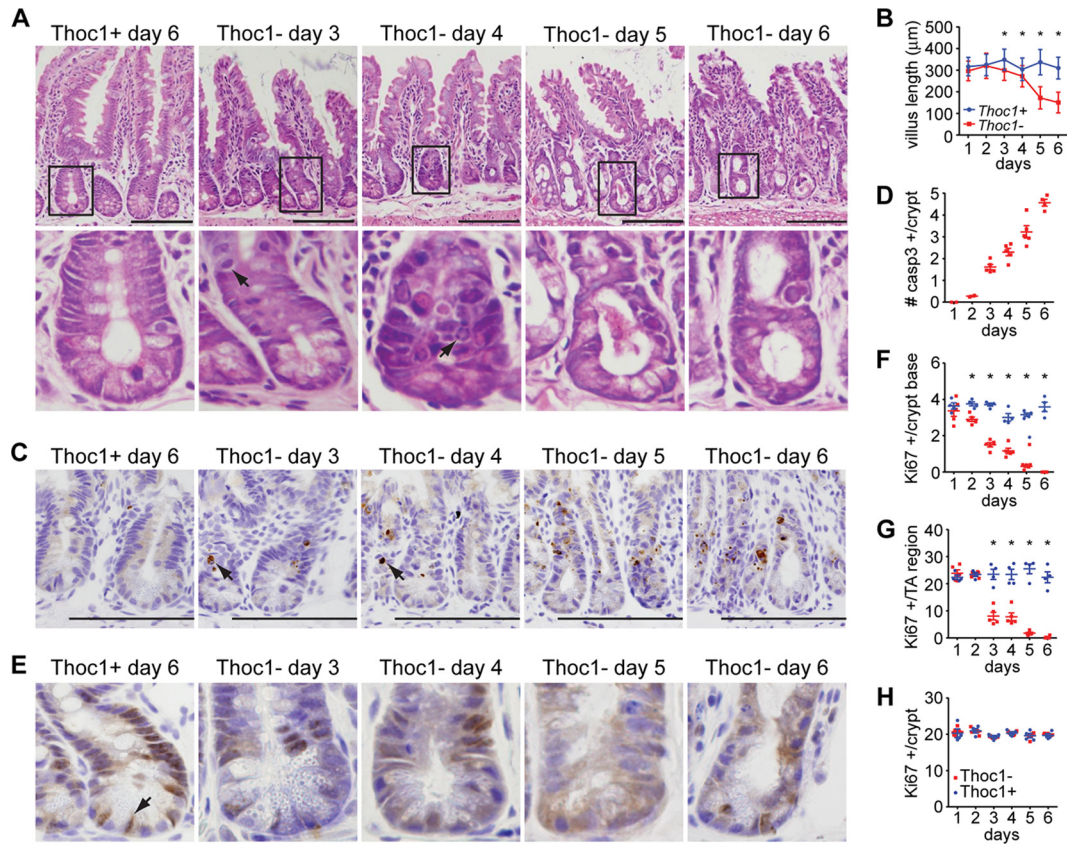 A
Thoc1+ day 6 Thoc1- day 3 Thoc1- day 4 Thoc1- day 5 Thoc1- day 6
B
villus length (µm)
500
400
300
200
100
0
Thoc1+
Thoc1-
* * * *
1 2 3 4 5 6
days
D
# casp3 +/crypt
5
4
3
2
1
0
1 2 3 4 5 6
days
C
Thoc1+ day 6 Thoc1- day 3 Thoc1- day 4 Thoc1- day 5 Thoc1- day 6
F
Ki67 +/crypt base
6
4
2
0
* * * * *
1 2 3 4 5 6
days
G
Ki67 +/TA region
40
30
20
10
0
* * * *
1 2 3 4 5 6
days
E
Thoc1+ day 6 Thoc1- day 3 Thoc1- day 4 Thoc1- day 5 Thoc1- day 6
H
Ki67 +/crypt
30
20
10
0
Thoc1-
Thoc1+
1 2 3 4 5 6
days